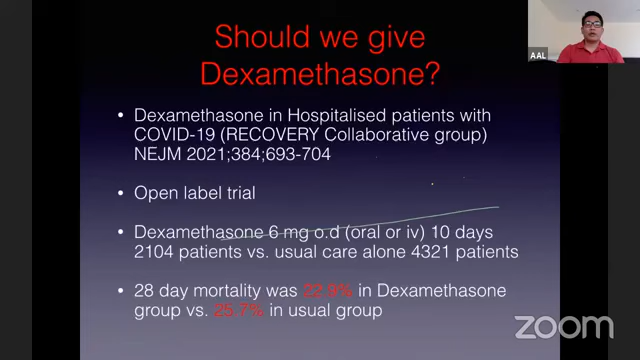 Should we give
Dexamethasone?
AAL
• Dexamethasone in Hospitalised patients with
COVID-19 (RECOVERY Collaborative group)
NEJM 2021;384;693-704
• Open label trial
• Dexamethasone 6 mg o.d (oral or iv) 10 days
2104 patients vs. usual care alone 4321 patients
• 28 day mortality was 22.9% in Dexamethasone
group vs. 25.7% in usual group
zoom